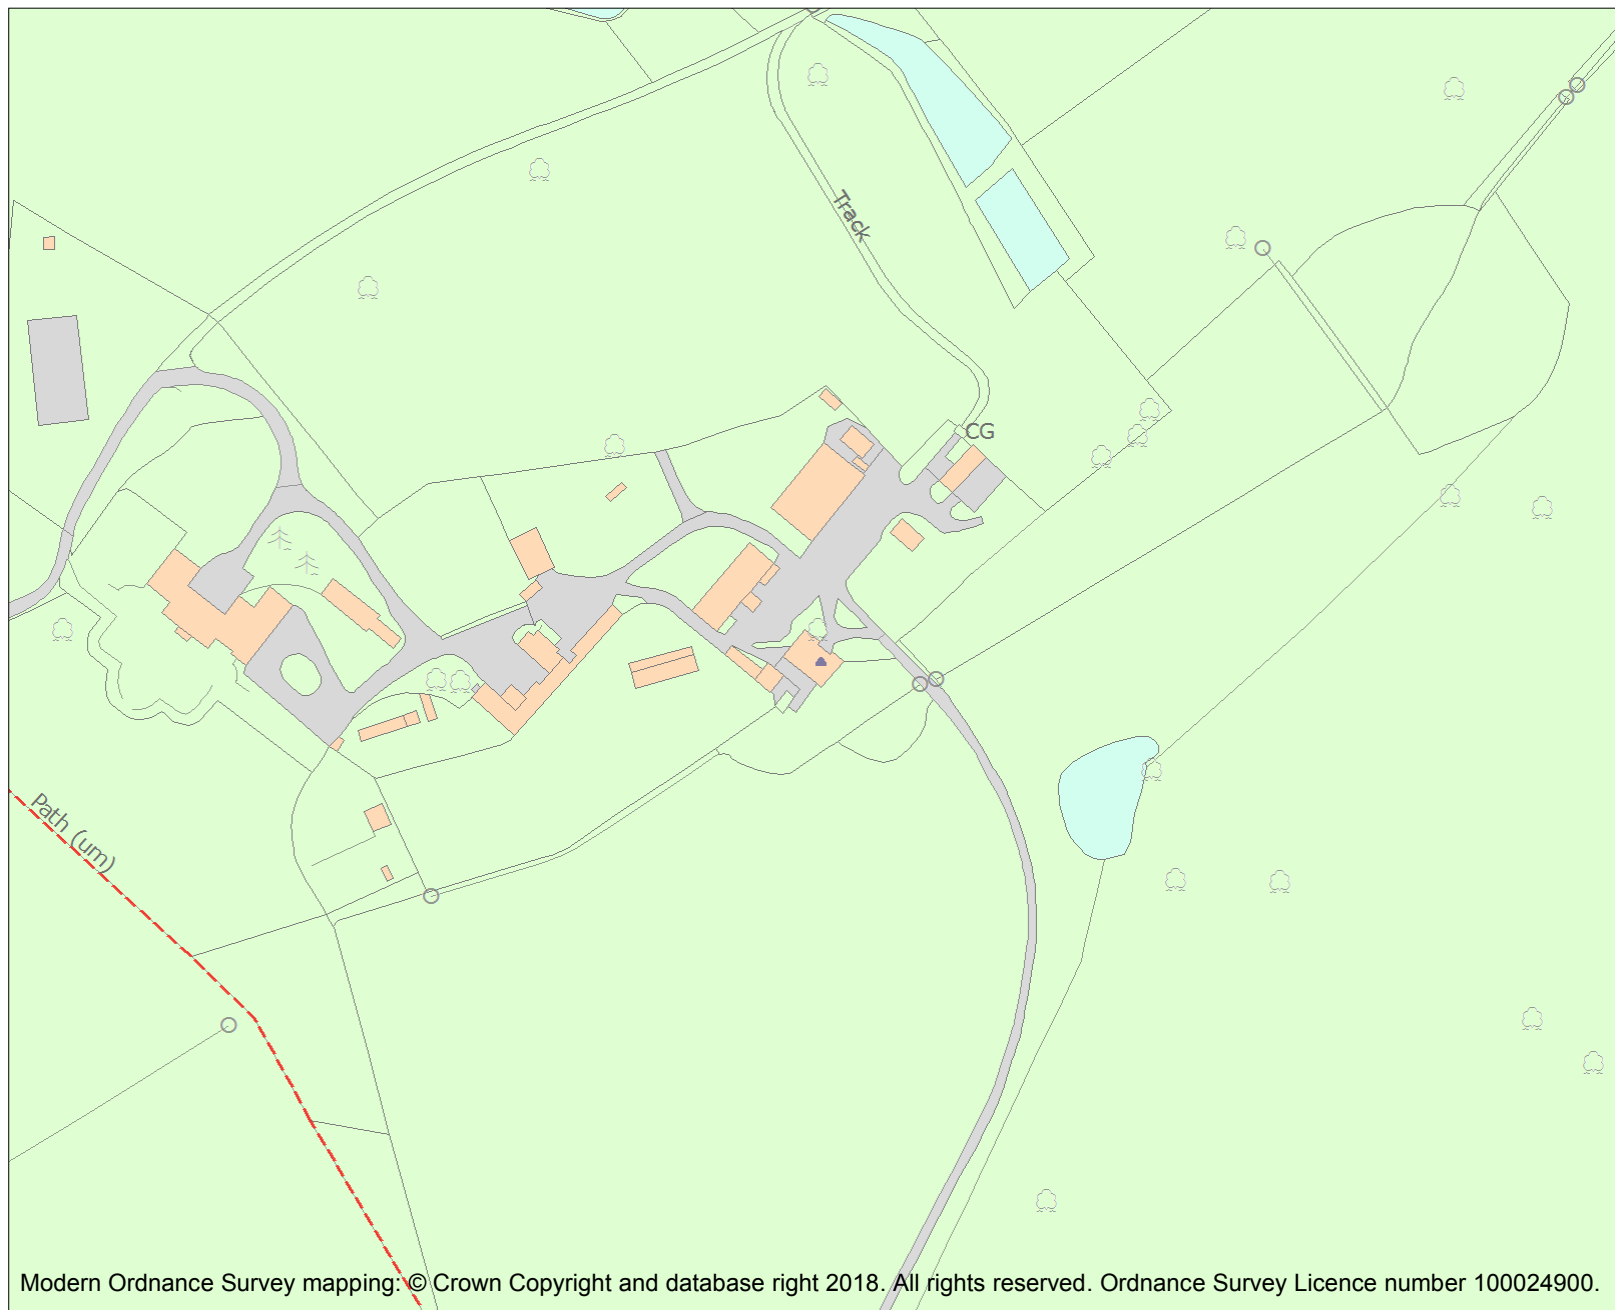 Track
CG
Path (um)
Modern Ordnance Survey mapping: © Crown Copyright and database right 2018. All rights reserved. Ordnance Survey Licence number 100024900.